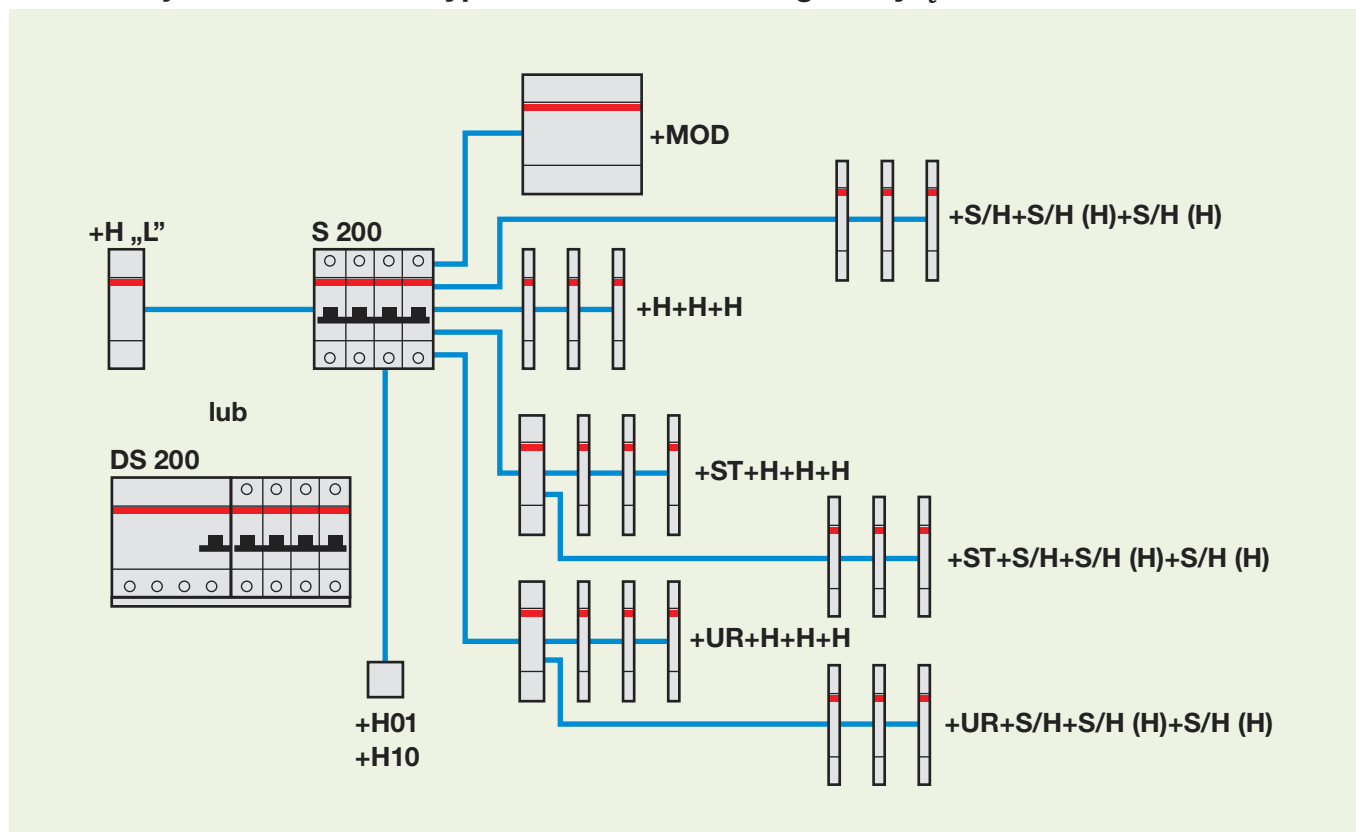 +MOD
+S/H+S/H (H)+S/H (H)
+H „L”
S 200
+H+H+H
lub
DS 200
+ST+H+H+H
+ST+S/H+S/H (H)+S/H (H)
+UR+H+H+H
+H01
+H10
+UR+S/H+S/H (H)+S/H (H)